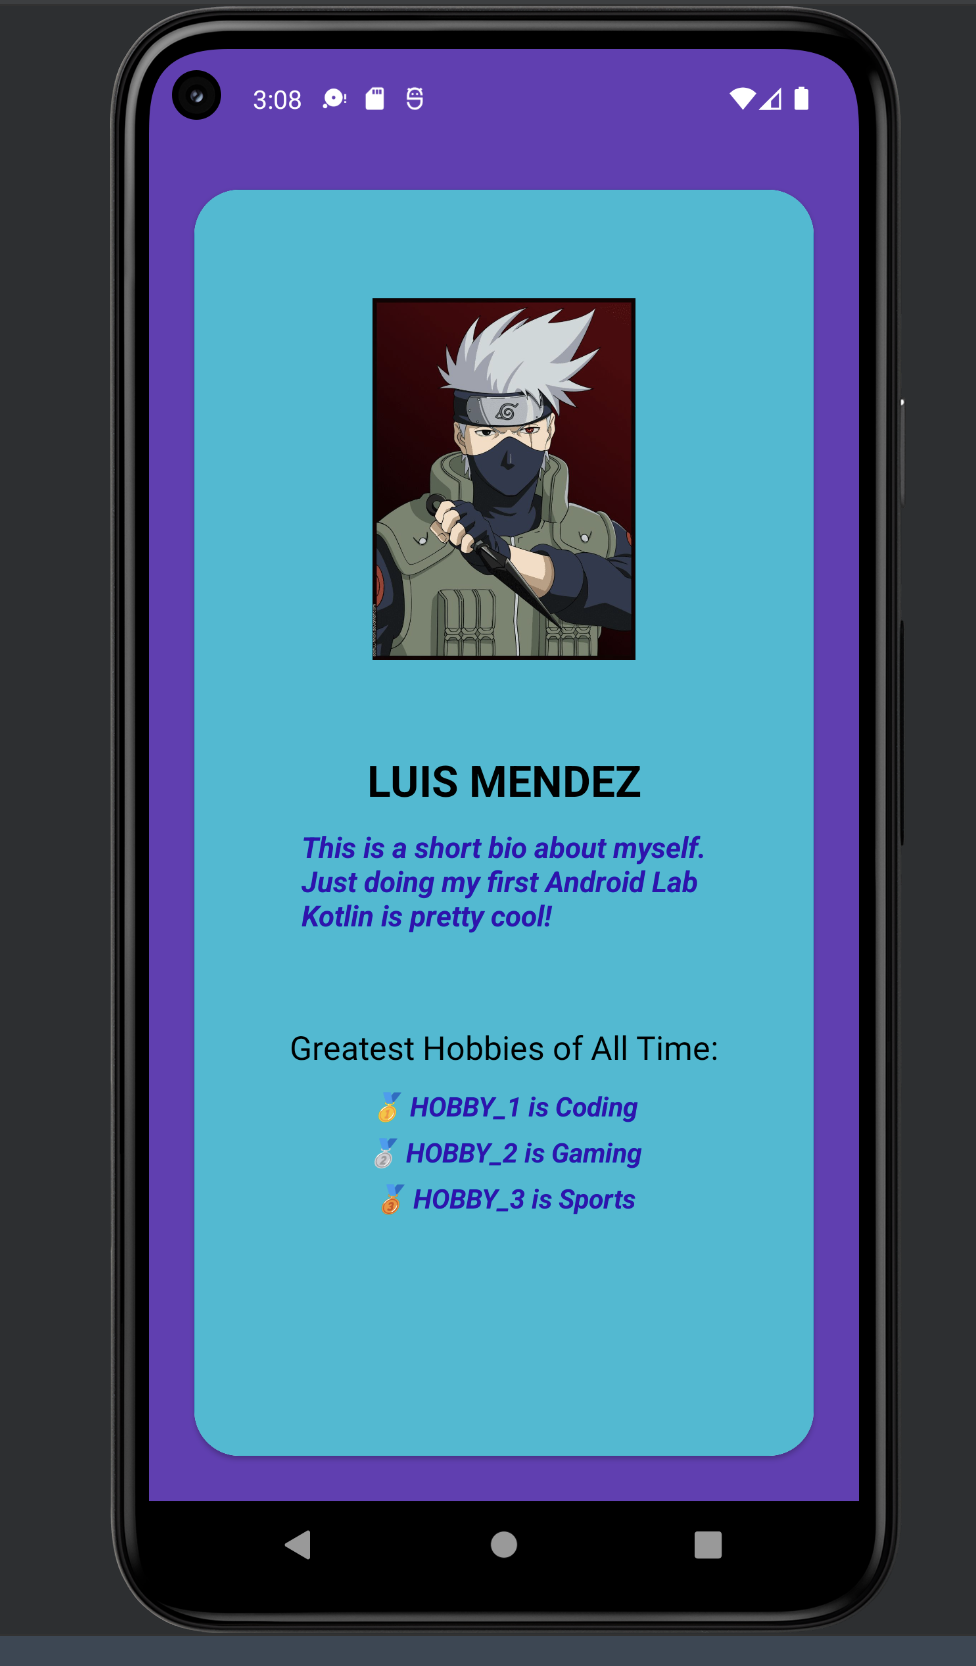 3:08
LUIS MENDEZ
This is a short bio about myself.
Just doing my first Android Lab
Kotlin is pretty cool!
Greatest Hobbies of All Time:
🥇 HOBBY_1 is Coding
🥈 HOBBY_2 is Gaming
🥉 HOBBY_3 is Sports